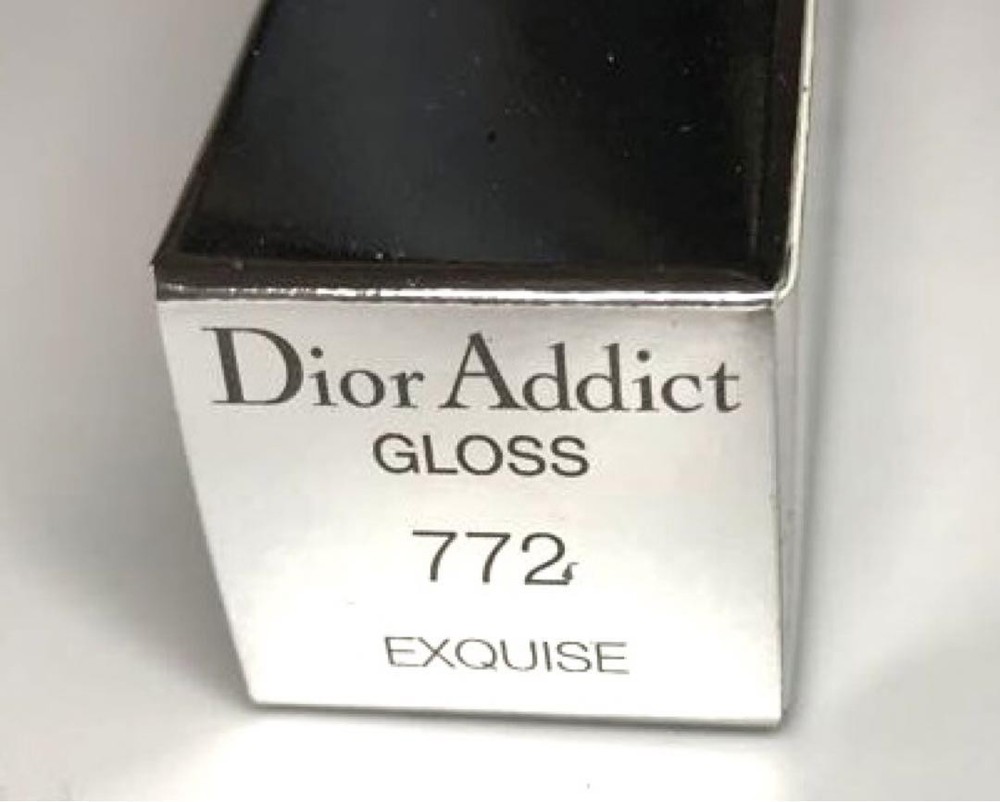 Dior Addict
GLOSS
772
EXQUISE